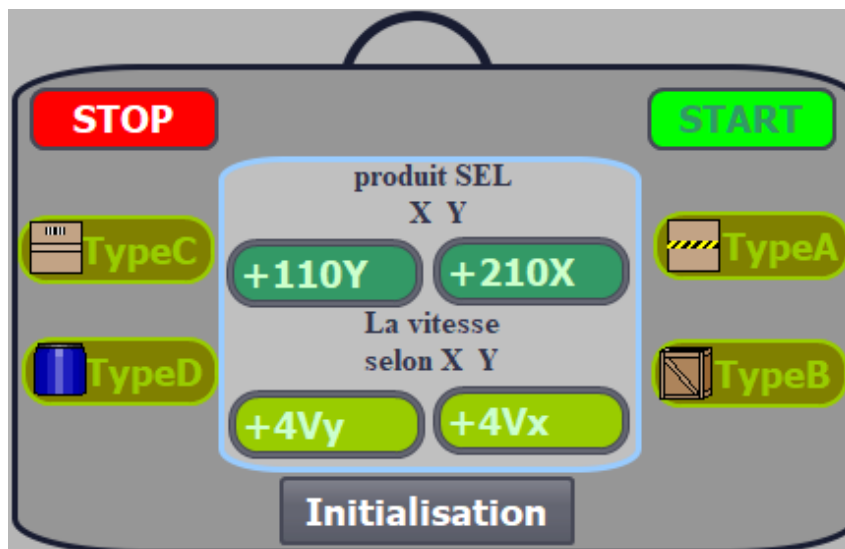 STOP
START
produit SEL
X Y
TypeC
TypeA
+110Y
+210X
La vitesse
selon X Y
TypeD
TypeB
+4Vy
+4Vx
Initialisation